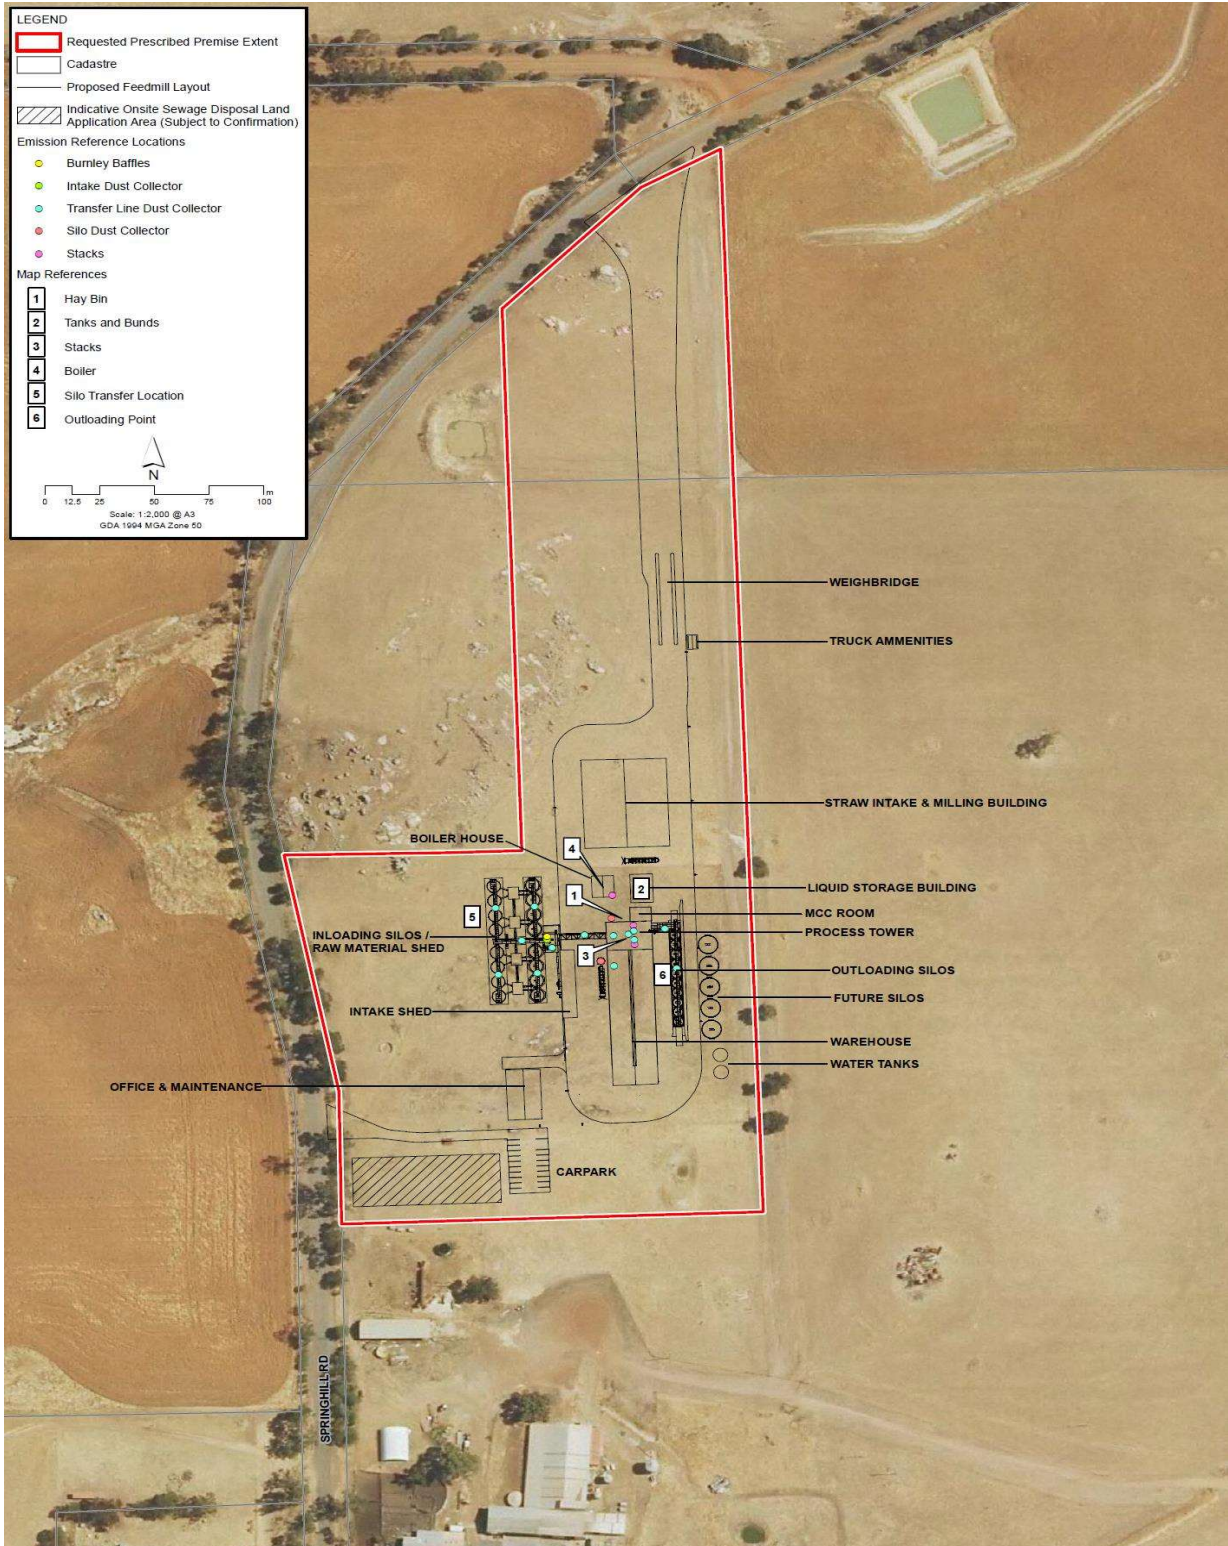 LEGEND
Requested Prescribed Premise Extent
Cadastre
Proposed Feedmill Layout
Indicative Onsite Sewage Disposal Land
Application Area (Subject to Confirmation)
Emission Reference Locations
Burnley Baffles
Intake Dust Collector
Transfer Line Dust Collector
Silo Dust Collector
Stacks
Map References
1 Hay Bin
2 Tanks and Bunds
3 Stacks
4 Boiler
5 Silo Transfer Location
6 Outloading Point
N
0 12.5 25 50 75 100 m
Scale: 1:2,000 @ A3
GDA 1994 MGA Zone 50
WEIGHBRIDGE
TRUCK AMMENITIES
STRAW INTAKE & MILLING BUILDING
BOILER HOUSE
4
1
2
LIQUID STORAGE BUILDING
MCC ROOM
5
INLOADING SILOS /
RAW MATERIAL SHED
PROCESS TOWER
3
6
OUTLOADING SILOS
FUTURE SILOS
INTAKE SHED
WAREHOUSE
WATER TANKS
OFFICE & MAINTENANCE
CARPARK
SPRINGHILL RD